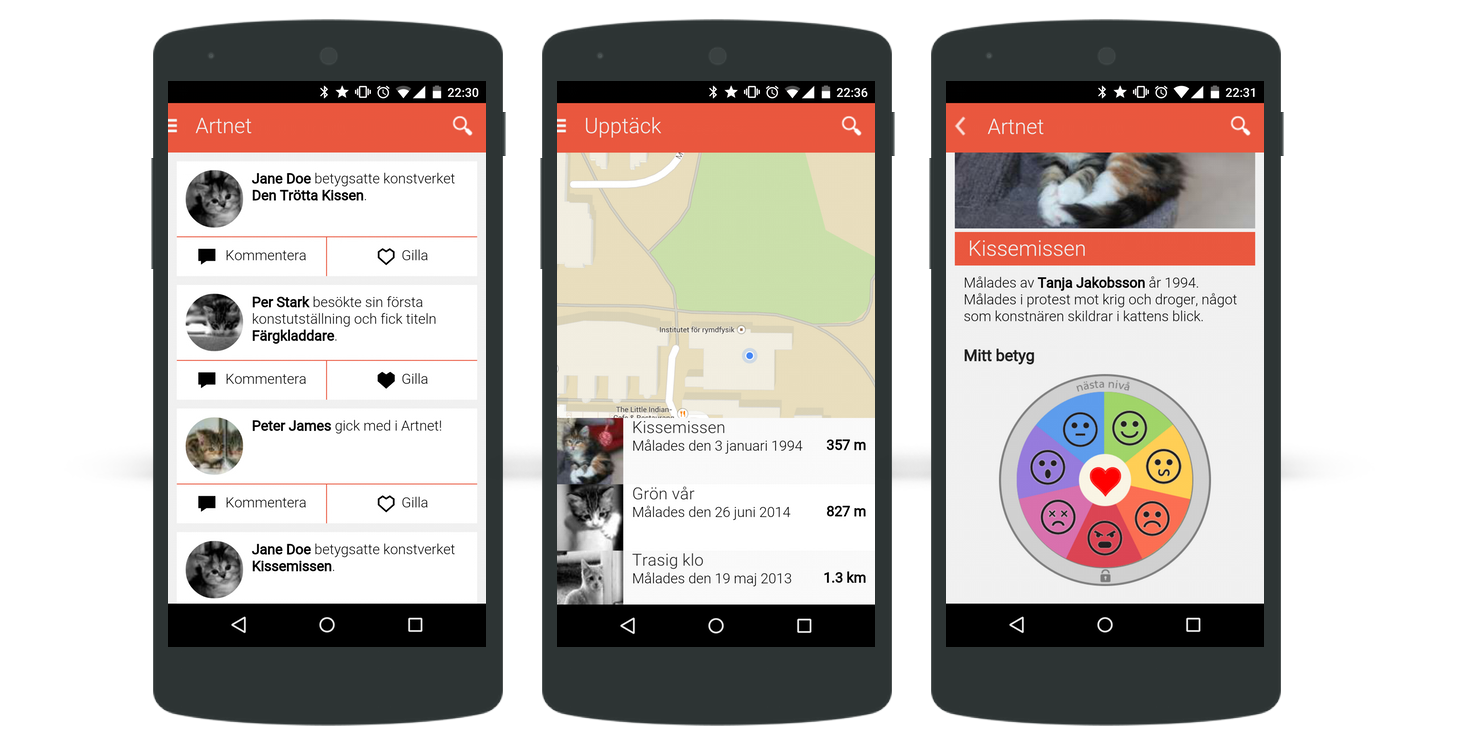 22:30
Artnet
Jane Doe betygsatte konstverket
Den Trötta Kissen.
Kommentera
Gilla
Per Stark besökte sin första
konstutställning och fick titeln
Färgkladdare.
Kommentera
Gilla
Peter James gick med i Artnet!
Kommentera
Gilla
Jane Doe betygsatte konstverket
Kissemissen.
22:36
Upptäck
Institutet för rymdfysik
The Little Indian-
Cafe & Restaurang
Kissemissen
Målades den 3 januari 1994 357 m
Grön vår
Målades den 26 juni 2014 827 m
Trasig klo
Målades den 19 maj 2013 1.3 km
22:31
Artnet
Kissemissen
Målades av Tanja Jakobsson år 1994.
Målades i protest mot krig och droger, något
som konstnären skildrar i kattens blick.
Mitt betyg
nästa nivå